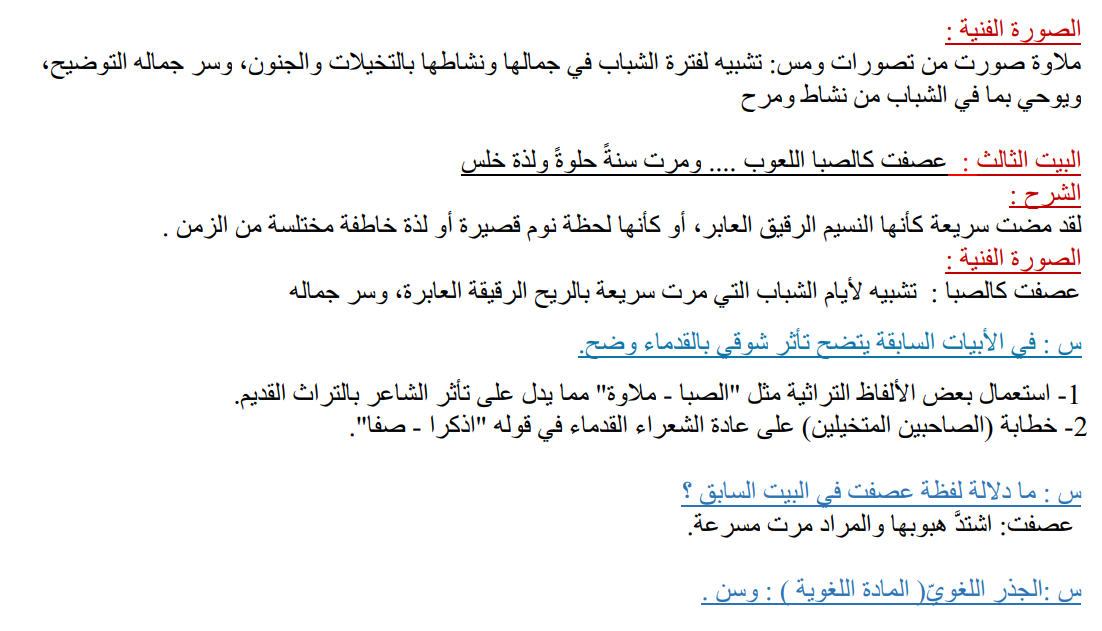 الصورة الفنية :
ملاوة صورت من تصورات ومس: تشبيه لفترة الشباب في جمالها ونشاطها بالتخيلات والجنون، وسر جماله التوضيح،
ويوحي بما في الشباب من نشاط ومرح
البيت الثالث : عصفت كالصبا اللعوب .... ومرت سنةً حلوةً ولذة خلس
الشرح :
لقد مضت سريعة كأنها النسيم الرقيق العابر، أو كأنها لحظة نوم قصيرة أو لذة خاطفة مختلسة من الزمن .
الصورة الفنية :
عصفت كالصبا : تشبيه لأيام الشباب التي مرت سريعة بالريح الرقيقة العابرة، وسر جماله
س : في الأبيات السابقة يتضح تأثر شوقي بالقدماء وضح.
1- استعمال بعض الألفاظ التراثية مثل "الصبا - ملاوة" مما يدل على تأثر الشاعر بالتراث القديم.
2- خطابة (الصاحبين المتخيلين) على عادة الشعراء القدماء في قوله "اذكرا - صفا".
س : ما دلالة لفظة عصفت في البيت السابق ؟
عصفت: اشتدَّ هبوبها والمراد مرت مسرعة.
س :الجذر اللغويّ( المادة اللغوية ) : وسن .